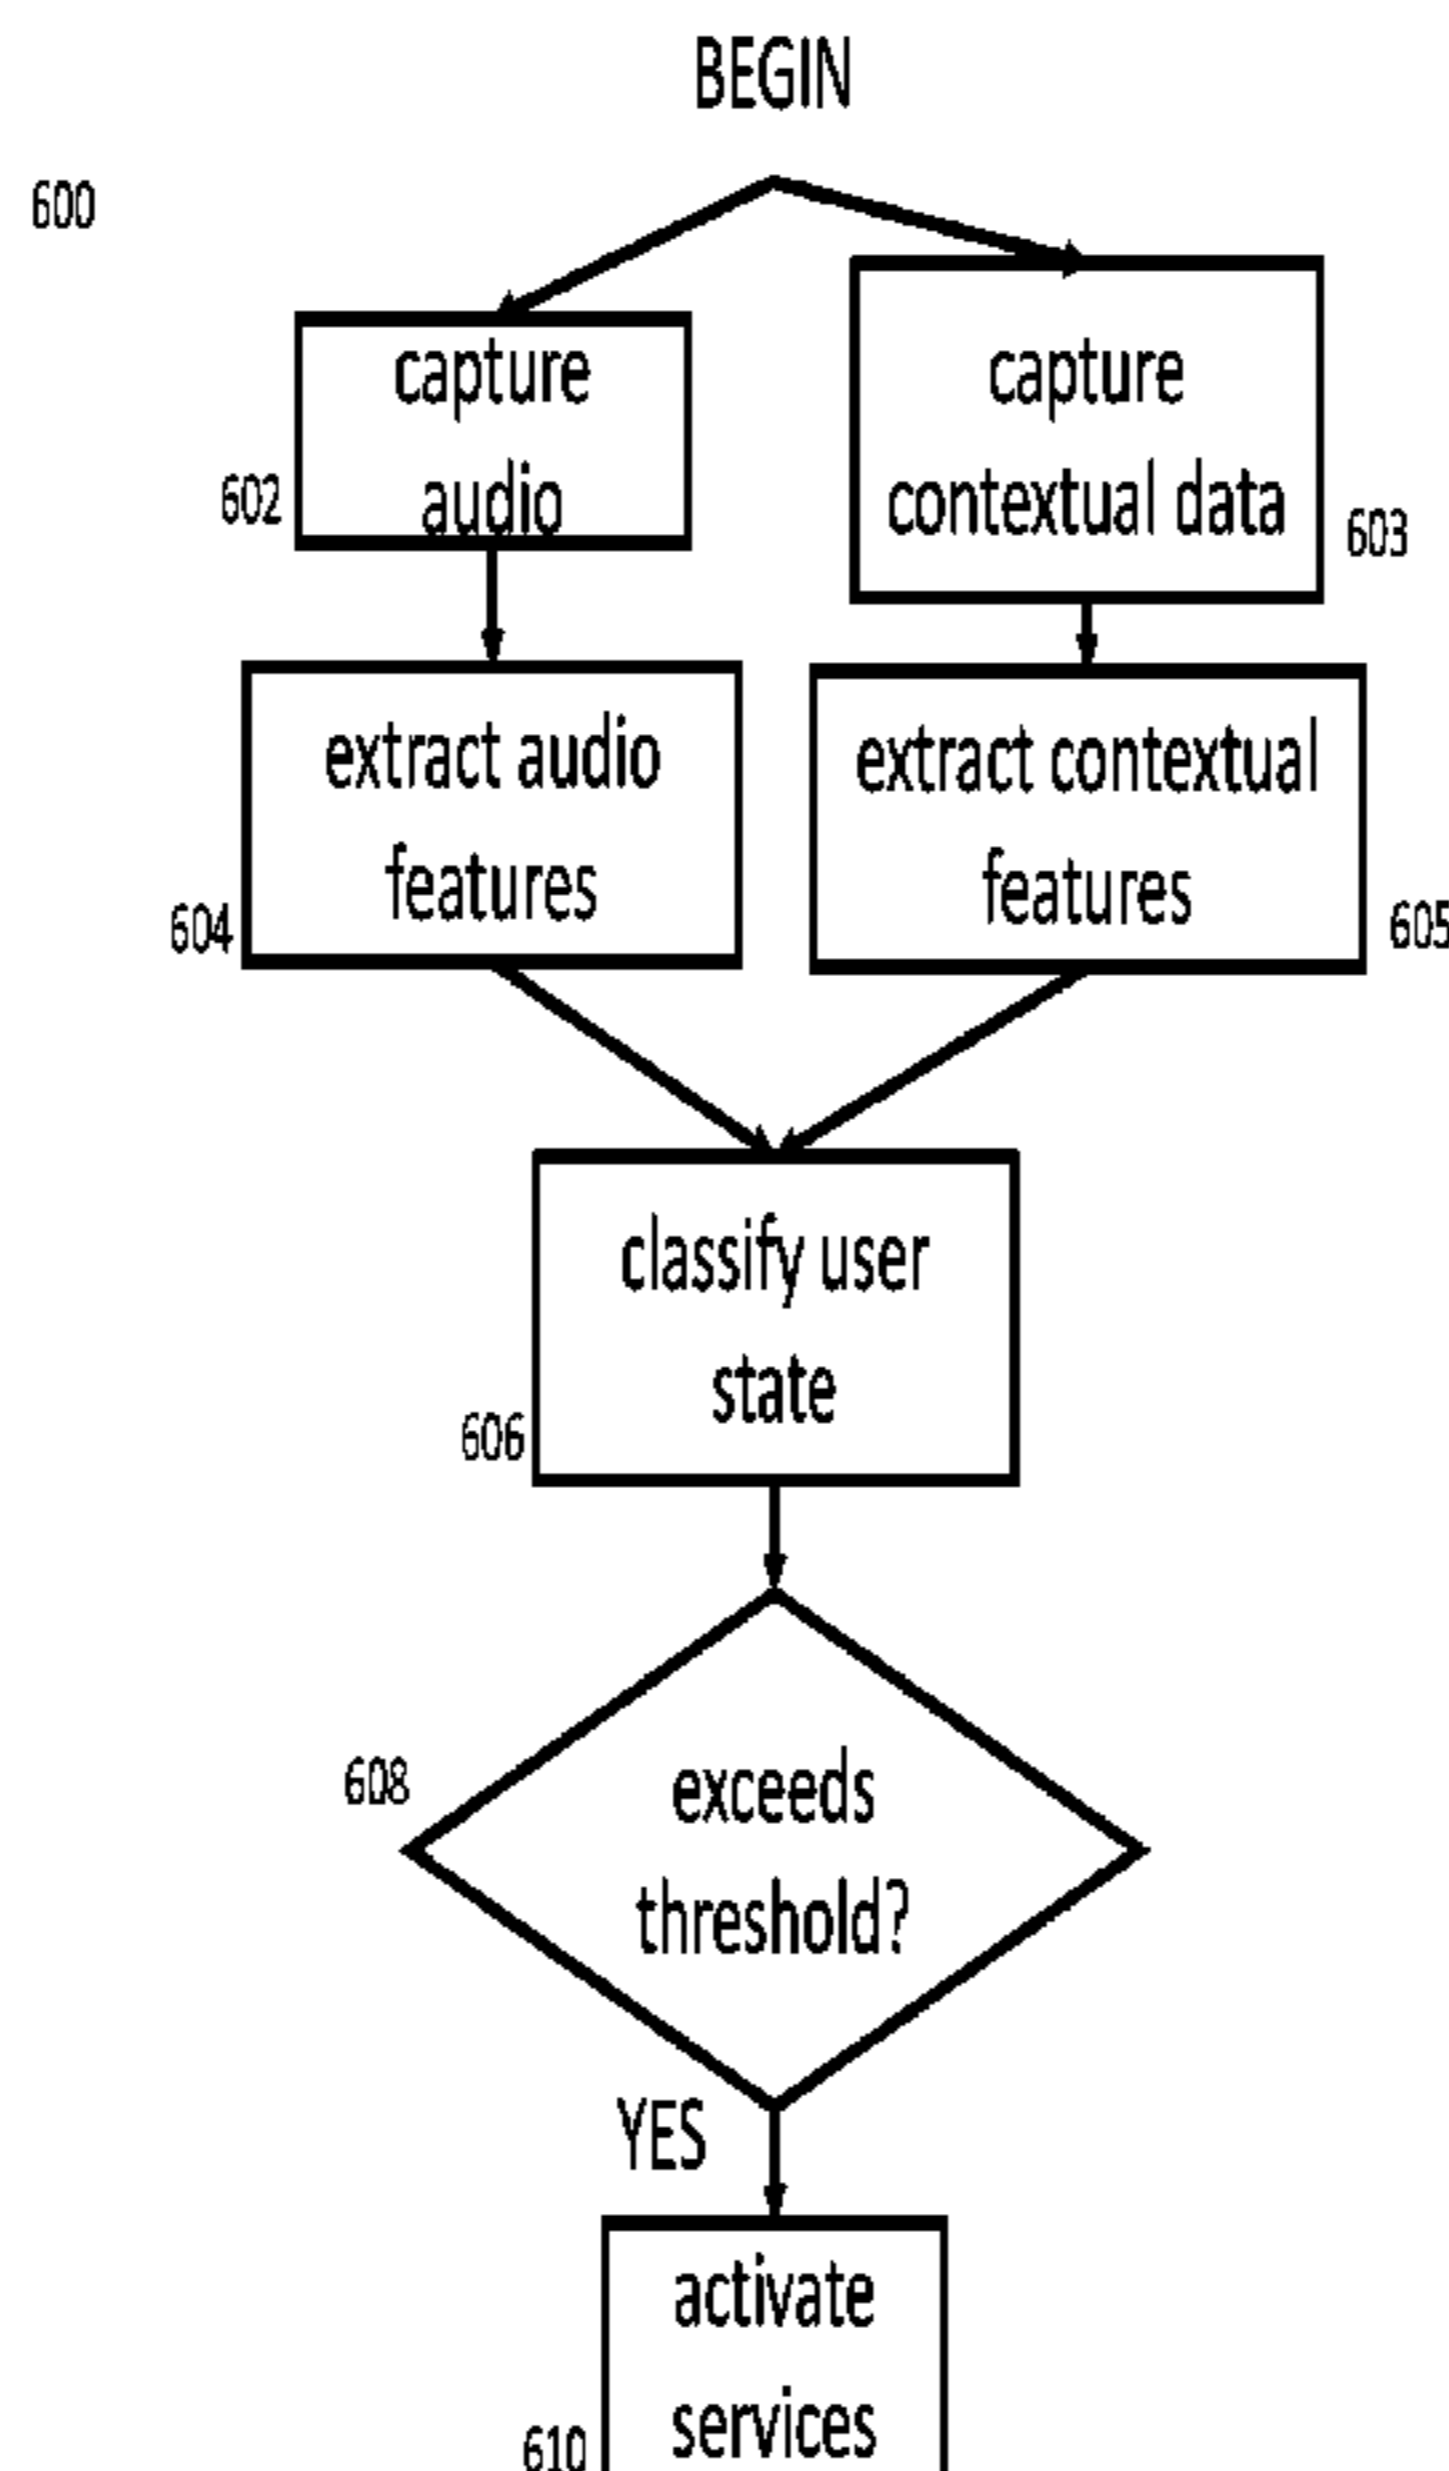 BEGIN
600
capture
audio
602
capture
contextual data
603
extract audio
features
604
extract contextual
features
605
classify user
state
606
608
exceeds
threshold?
YES
activate
services
610